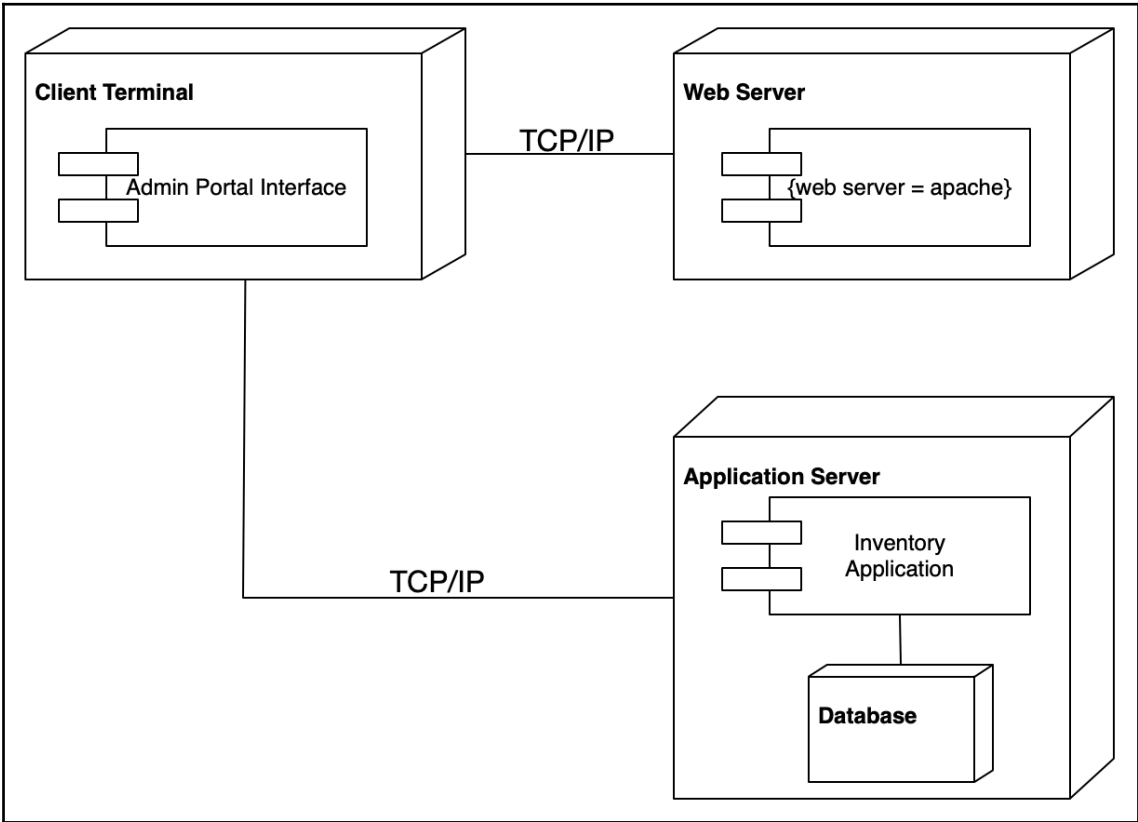 Client Terminal
Admin Portal Interface
TCP/IP
Web Server
{web server = apache}
TCP/IP
Application Server
Inventory
Application
Database